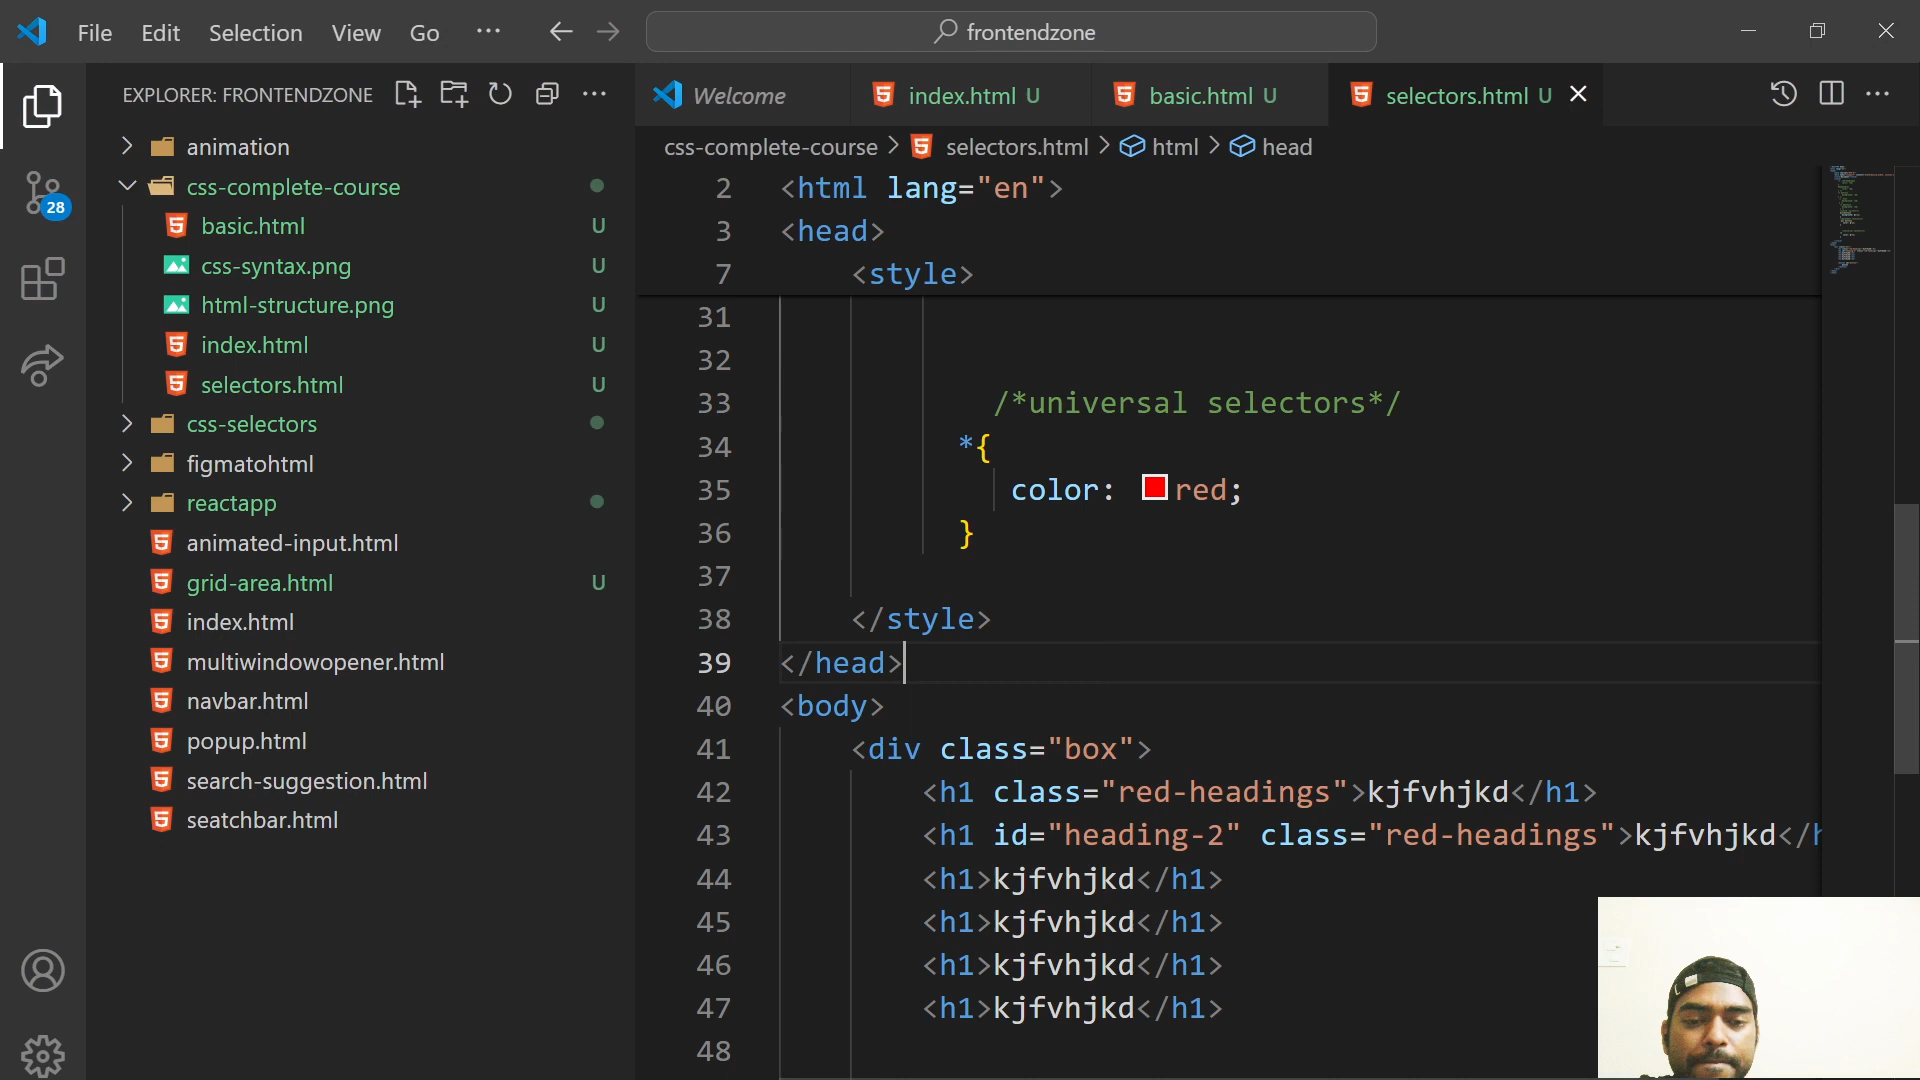 File Edit Selection View Go ··· frontendzone
EXPLORER: FRONTENDZONE
animation
css-complete-course
basic.html U
css-syntax.png U
html-structure.png U
index.html U
selectors.html U
css-selectors
figmatohtml
reactapp
animated-input.html
grid-area.html U
index.html
multiwindowopener.html
navbar.html
popup.html
search-suggestion.html
seatchbar.html
28
Welcome index.html U basic.html U selectors.html U
css-complete-course > selectors.html > html > head
2 <html lang="en">
3 <head>
7 <style>
31
32
33 /*universal selectors*/
34 *{
35 color: red;
36 }
37
38 </style>
39 </head>
40 <body>
41 <div class="box">
42 <h1 class="red-headings">kjfvhjkd</h1>
43 <h1 id="heading-2" class="red-headings">kjfvhjkd</h
44 <h1>kjfvhjkd</h1>
45 <h1>kjfvhjkd</h1>
46 <h1>kjfvhjkd</h1>
47 <h1>kjfvhjkd</h1>
48